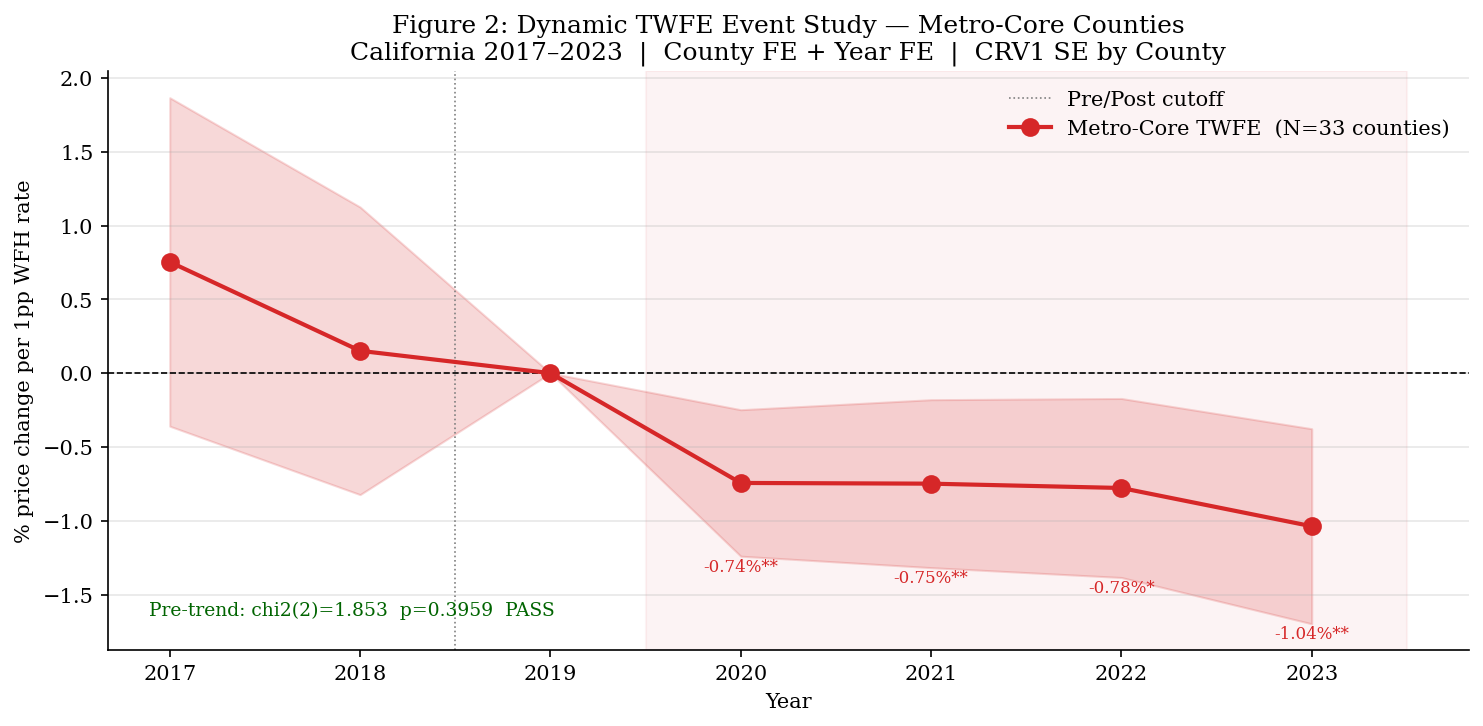 Figure 2: Dynamic TWFE Event Study — Metro-Core Counties
California 2017–2023 | County FE + Year FE | CRV1 SE by County
% price change per 1pp WFH rate
2.0
1.5
1.0
0.5
0.0
−0.5
−1.0
−1.5
Pre/Post cutoff
Metro-Core TWFE (N=33 counties)
-0.74%**
-0.75%**
-0.78%*
-1.04%**
Pre-trend: chi2(2)=1.853 p=0.3959 PASS
2017 2018 2019 2020 2021 2022 2023
Year